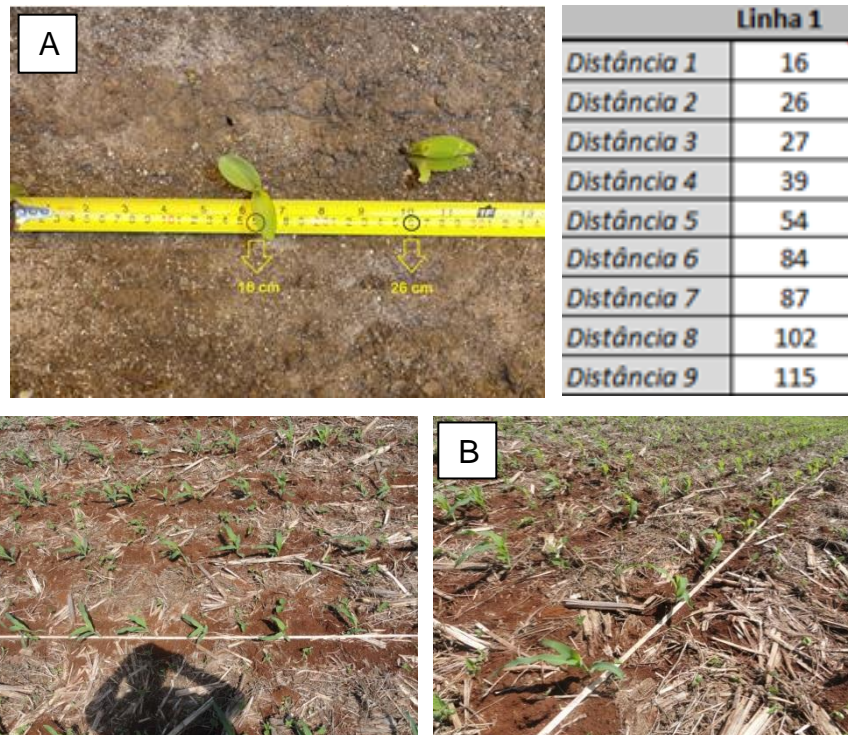 A
16 cm
26 cm
Linha 1
Distância 1 16
Distância 2 26
Distância 3 27
Distância 4 39
Distância 5 54
Distância 6 84
Distância 7 87
Distância 8 102
Distância 9 115
B